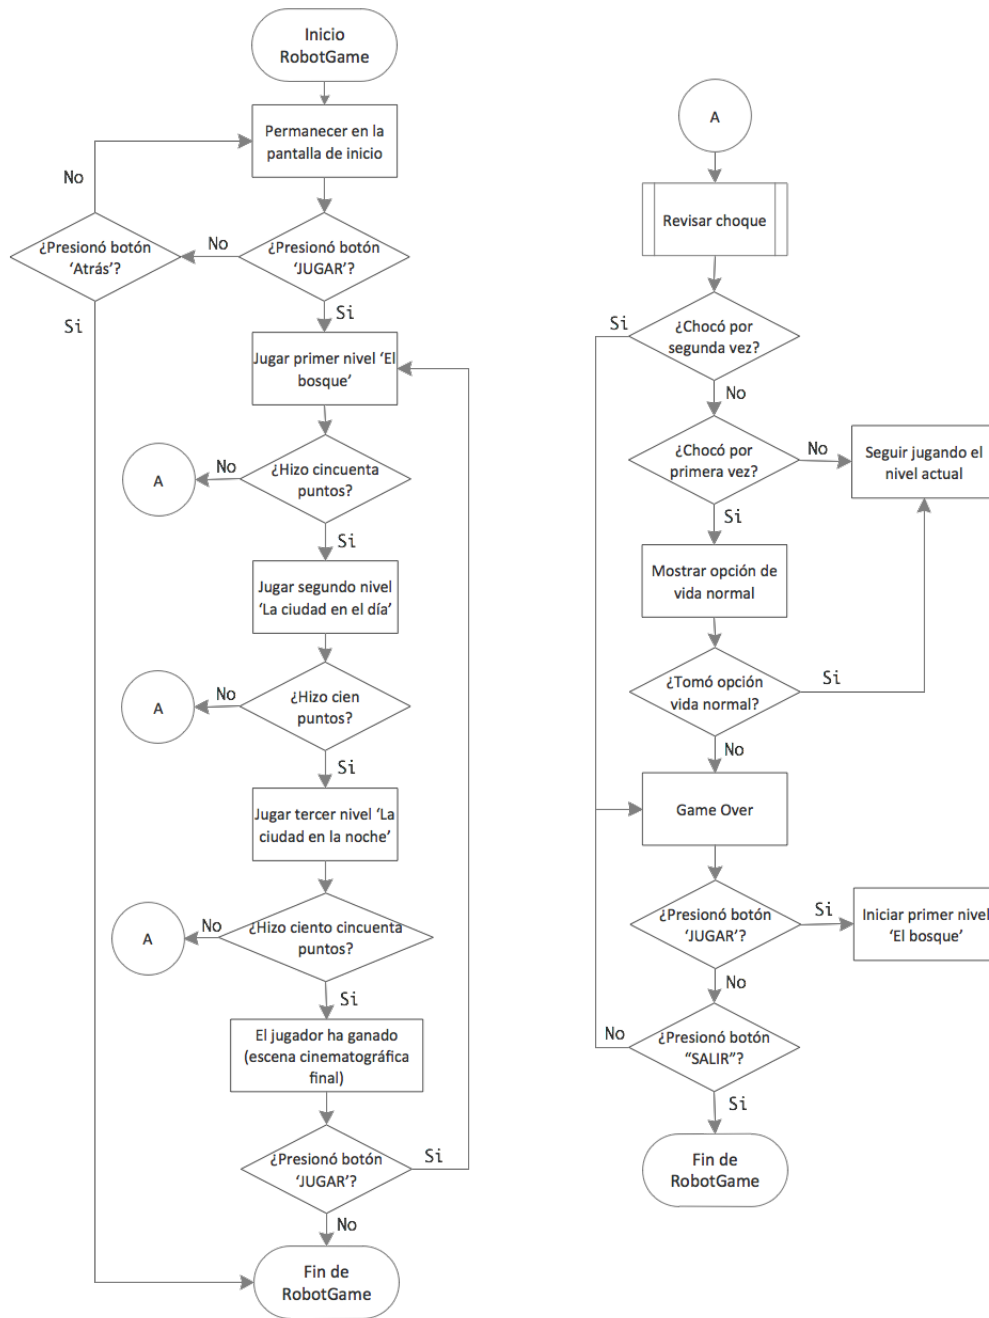 Inicio
RobotGame
Permanecer en la
pantalla de inicio
No
¿Presionó botón
‘Atrás’?
No
¿Presionó botón
‘JUGAR’?
Si
Si
Jugar primer nivel ‘El
bosque’
A
No
¿Hizo cincuenta
puntos?
Si
Jugar segundo nivel
‘La ciudad en el día’
A
No
¿Hizo cien
puntos?
Si
Jugar tercer nivel ‘La
ciudad en la noche’
A
No
¿Hizo ciento cincuenta
puntos?
Si
El jugador ha ganado
(escena cinematográfica
final)
¿Presionó botón
‘JUGAR’?
Si
No
Fin de
RobotGame
A
Revisar choque
Si
¿Chocó por
segunda vez?
No
¿Chocó por
primera vez?
No
Seguir jugando el
nivel actual
Si
Mostrar opción de
vida normal
¿Tomó opción
vida normal?
Si
No
Game Over
¿Presionó botón
‘JUGAR’?
Si
Iniciar primer nivel
‘El bosque’
No
No
¿Presionó botón
“SALIR”?
Si
Fin de
RobotGame